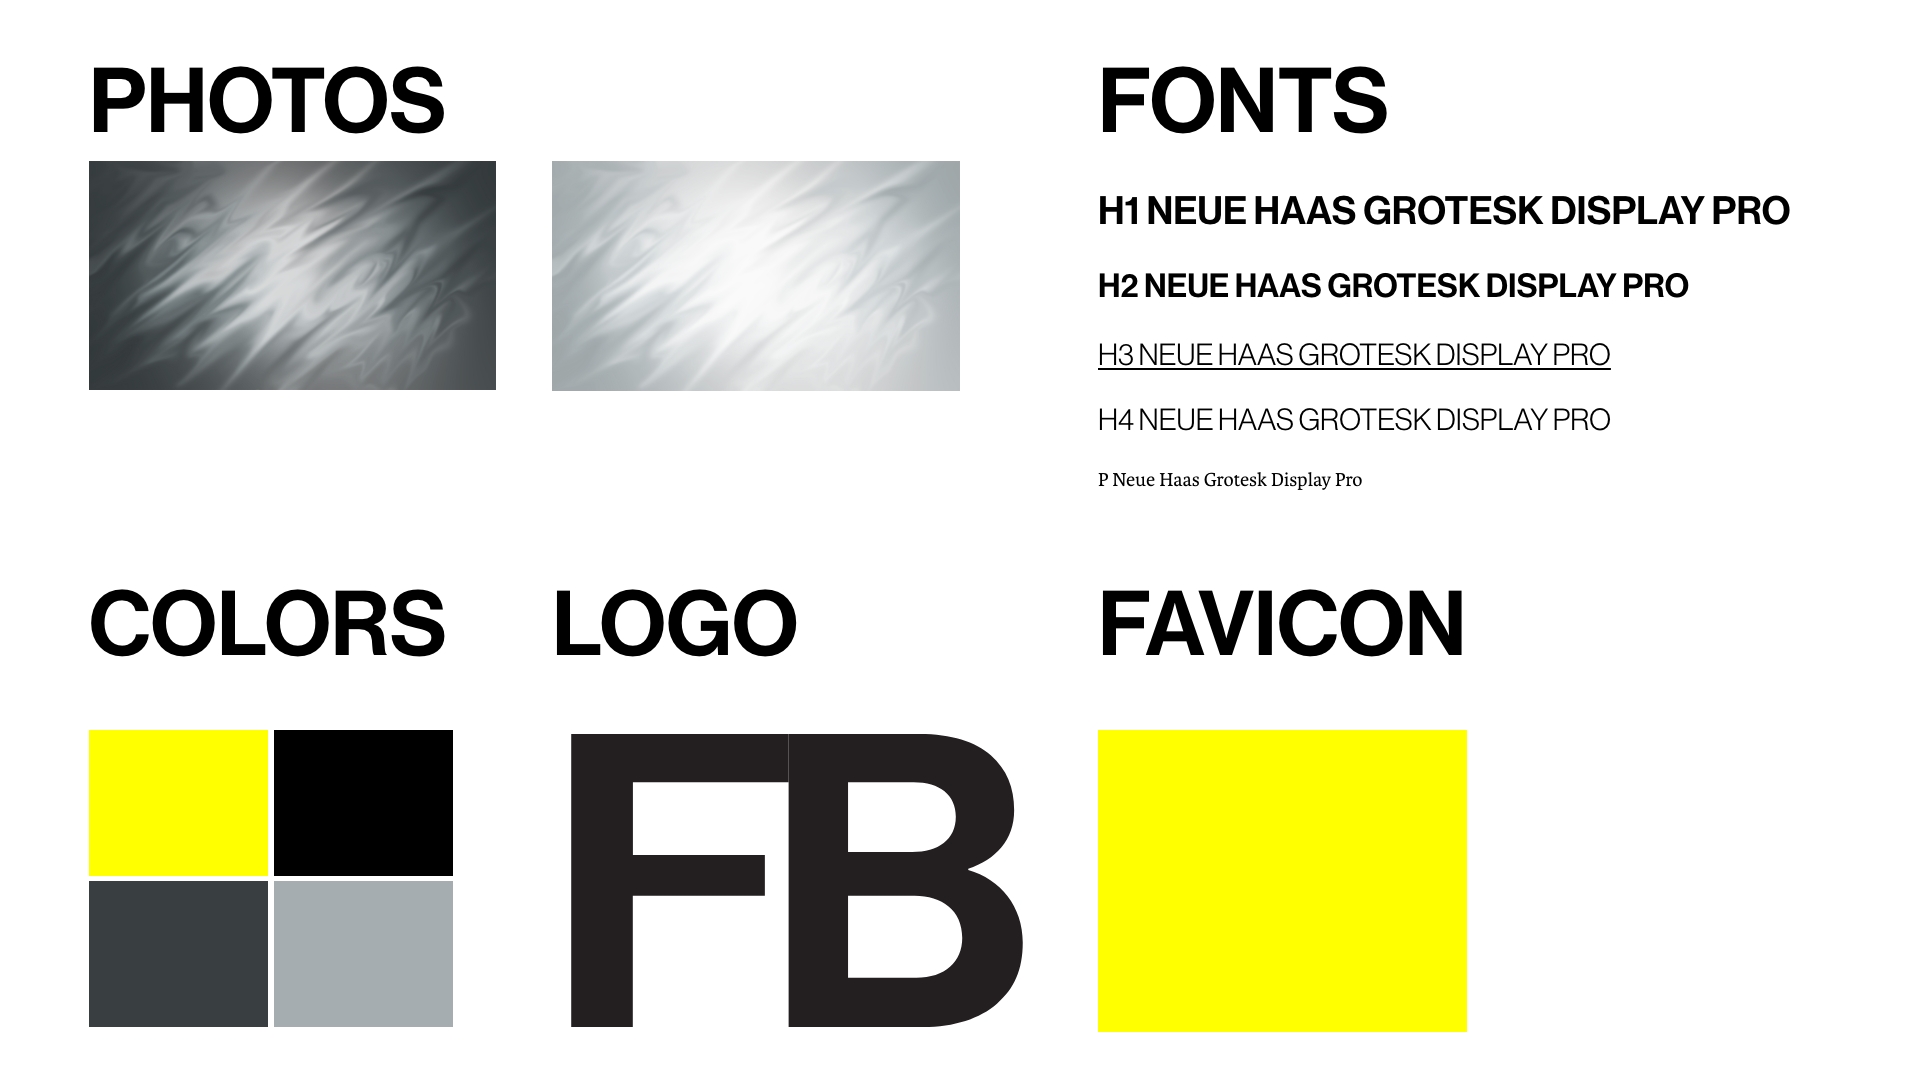 PHOTOS
FONTS
H1 NEUE HAAS GROTESK DISPLAY PRO
H2 NEUE HAAS GROTESK DISPLAY PRO
H3 NEUE HAAS GROTESK DISPLAY PRO
H4 NEUE HAAS GROTESK DISPLAY PRO
P Neue Haas Grotesk Display Pro
COLORS
LOGO
FAVICON
FB